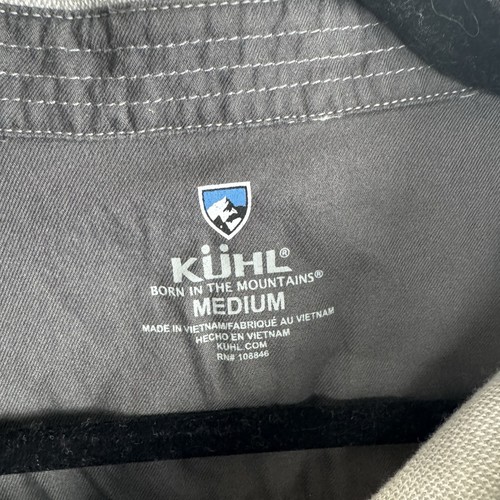 KÜHL®
BORN IN THE MOUNTAINS®
MEDIUM
MADE IN VIETNAM/FABRIQUÉ AU VIETNAM
HECHO EN VIETNAM
KUHL.COM
RN# 108846